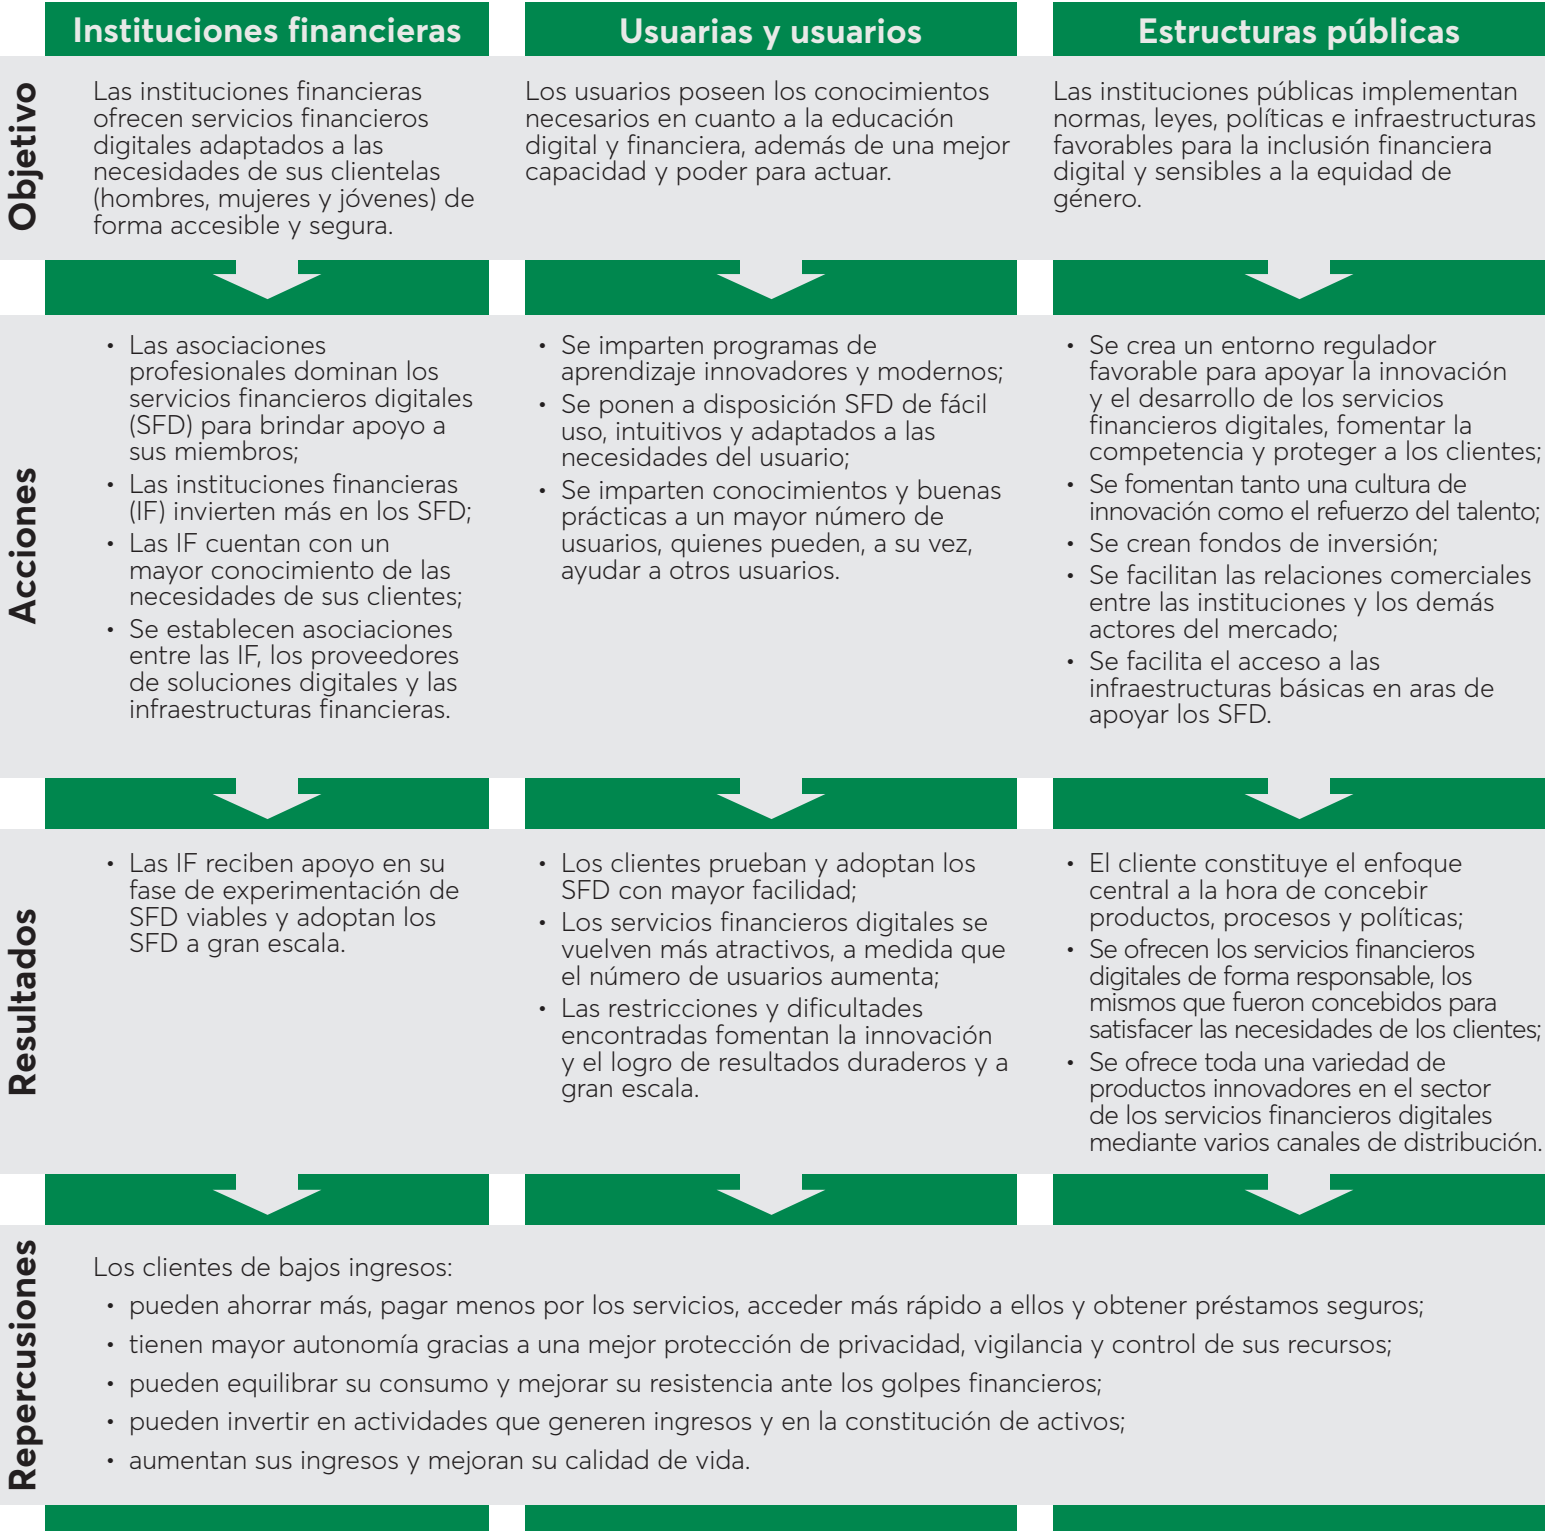 Instituciones financieras
Usuarias y usuarios
Estructuras públicas
Objetivo
Las instituciones financieras
ofrecen servicios financieros
digitales adaptados a las
necesidades de sus clientelas
(hombres, mujeres y jóvenes) de
forma accesible y segura.
Los usuarios poseen los conocimientos
necesarios en cuanto a la educación
digital y financiera, además de una mejor
capacidad y poder para actuar.
Las instituciones públicas implementan
normas, leyes, políticas e infraestructuras
favorables para la inclusión financiera
digital y sensibles a la equidad de
género.
Acciones
• Las asociaciones
profesionales dominan los
servicios financieros digitales
(SFD) para brindar apoyo a
sus miembros;
• Las instituciones financieras
(IF) invierten más en los SFD;
• Las IF cuentan con un
mayor conocimiento de las
necesidades de sus clientes;
• Se establecen asociaciones
entre las IF, los proveedores
de soluciones digitales y las
infraestructuras financieras.
• Se imparten programas de
aprendizaje innovadores y modernos;
• Se ponen a disposición SFD de fácil
uso, intuitivos y adaptados a las
necesidades del usuario;
• Se imparten conocimientos y buenas
prácticas a un mayor número de
usuarios, quienes pueden, a su vez,
ayudar a otros usuarios.
• Se crea un entorno regulador
favorable para apoyar la innovación
y el desarrollo de los servicios
financieros digitales, fomentar la
competencia y proteger a los clientes;
• Se fomentan tanto una cultura de
innovación como el refuerzo del talento;
• Se crean fondos de inversión;
• Se facilitan las relaciones comerciales
entre las instituciones y los demás
actores del mercado;
• Se facilita el acceso a las
infraestructuras básicas en aras de
apoyar los SFD.
Resultados
• Las IF reciben apoyo en su
fase de experimentación de
SFD viables y adoptan los
SFD a gran escala.
• Los clientes prueban y adoptan los
SFD con mayor facilidad;
• Los servicios financieros digitales se
vuelven más atractivos, a medida que
el número de usuarios aumenta;
• Las restricciones y dificultades
encontradas fomentan la innovación
y el logro de resultados duraderos y a
gran escala.
• El cliente constituye el enfoque
central a la hora de concebir
productos, procesos y políticas;
• Se ofrecen los servicios financieros
digitales de forma responsable, los
mismos que fueron concebidos para
satisfacer las necesidades de los clientes;
• Se ofrece toda una variedad de
productos innovadores en el sector
de los servicios financieros digitales
mediante varios canales de distribución.
Repercusiones
Los clientes de bajos ingresos:
• pueden ahorrar más, pagar menos por los servicios, acceder más rápido a ellos y obtener préstamos seguros;
• tienen mayor autonomía gracias a una mejor protección de privacidad, vigilancia y control de sus recursos;
• pueden equilibrar su consumo y mejorar su resistencia ante los golpes financieros;
• pueden invertir en actividades que generen ingresos y en la constitución de activos;
• aumentan sus ingresos y mejoran su calidad de vida.